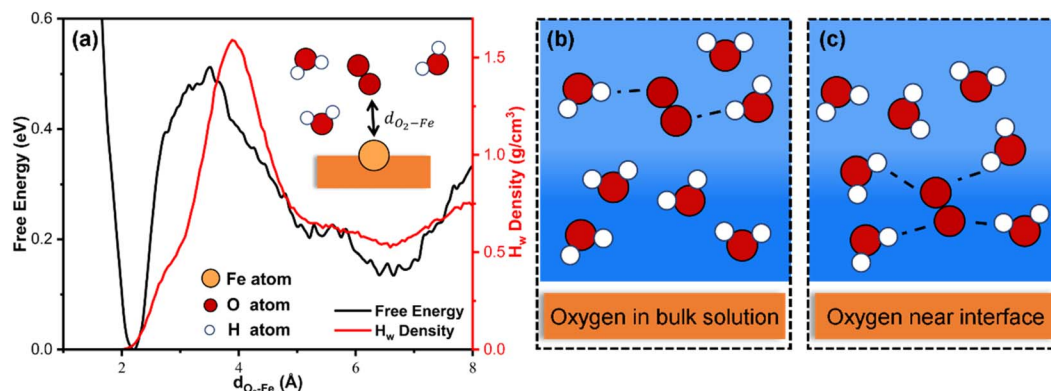 (a)
0.6
0.4
0.2
0.0
Free Energy (eV)
2
4
6
8
d_{O₂-Fe} (Å)
1.5
1.0
0.5
0.0
H_w Density (g/cm³)
d_{O₂-Fe}
Fe atom
O atom
H atom
Free Energy
H_w Density
(b)
Oxygen in bulk solution
(c)
Oxygen near interface